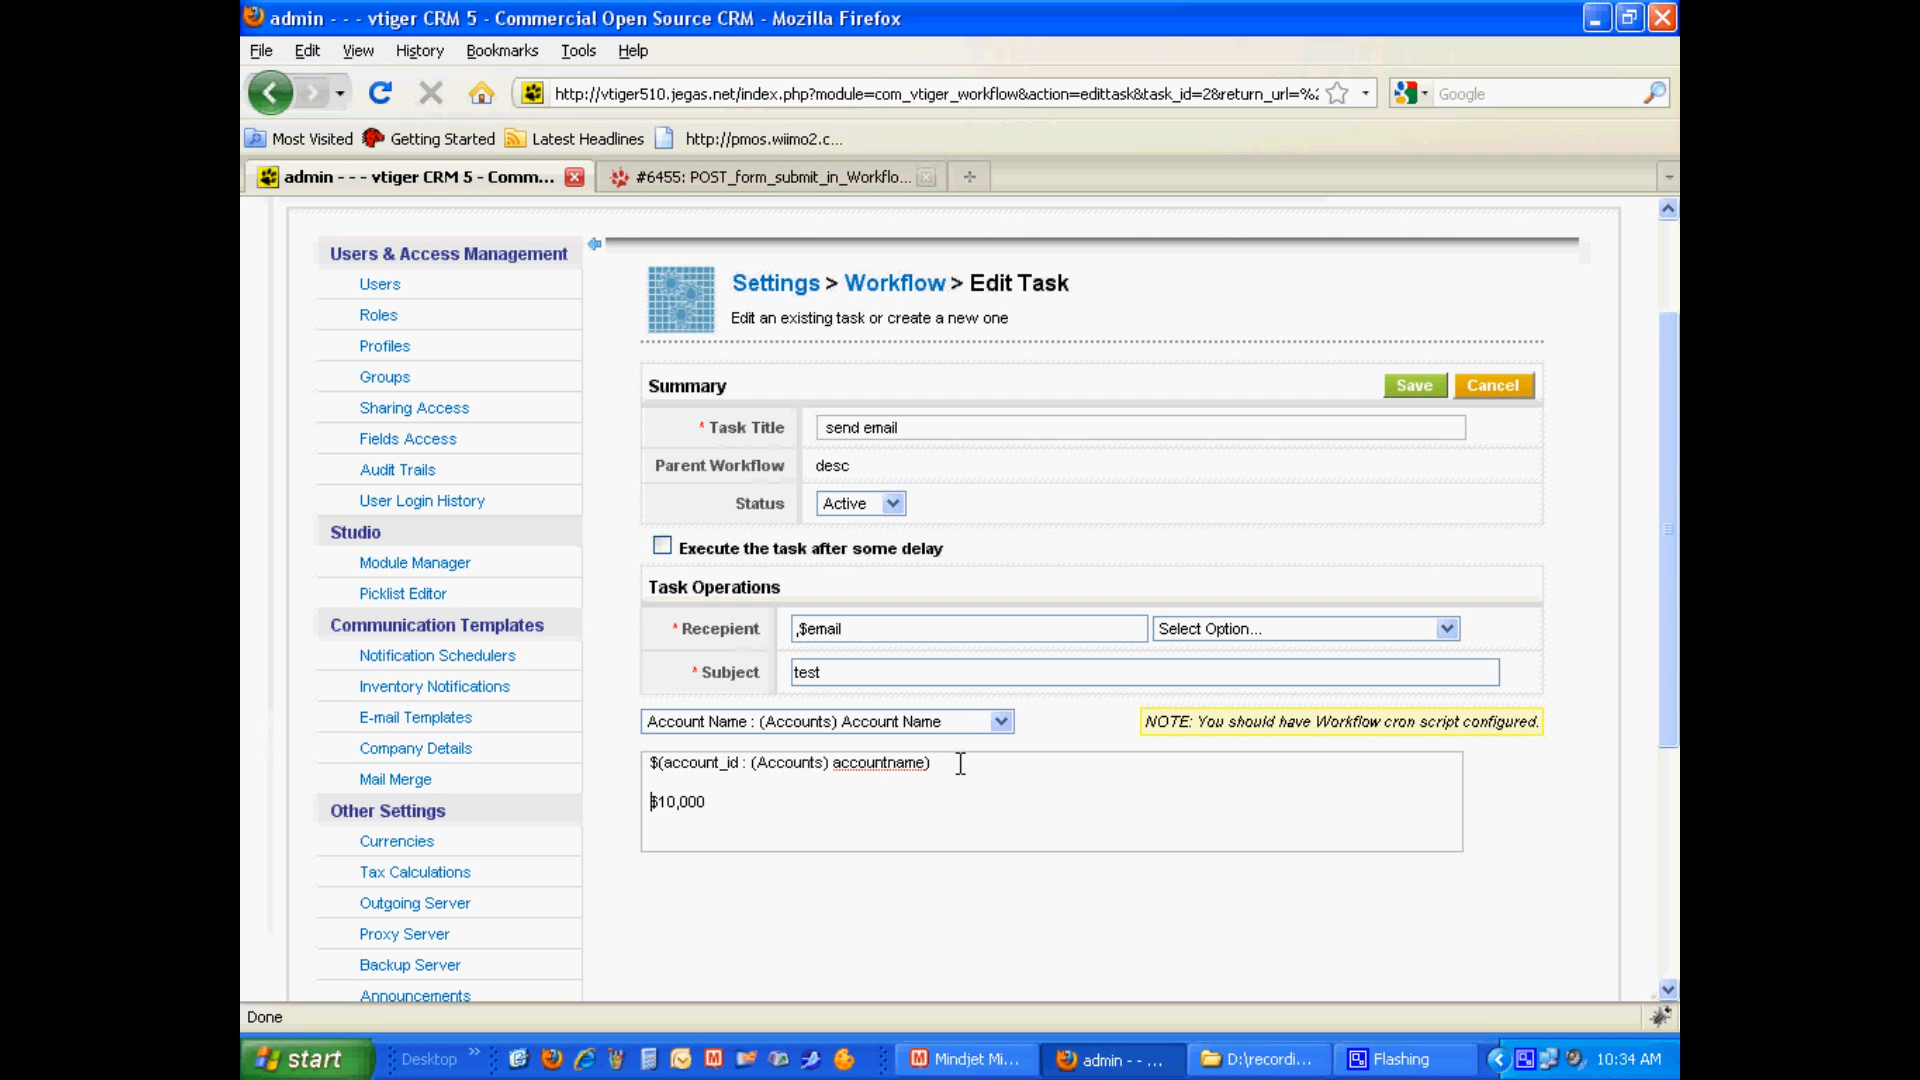 admin - - - vtiger CRM 5 - Commercial Open Source CRM - Mozilla Firefox
File Edit View History Bookmarks Tools Help
http://vtiger510.jegas.net/index.php?module=com_vtiger_workflow&action=edittask&task_id=2&return_url=%2 Google
Most Visited Getting Started Latest Headlines http://pmos.wiimo2.c...
admin - - - vtiger CRM 5 - Comm... #6455: POST_form_submit_in_Workflo...
Users & Access Management
Users
Roles
Profiles
Groups
Sharing Access
Fields Access
Audit Trails
User Login History
Studio
Module Manager
Picklist Editor
Communication Templates
Notification Schedulers
Inventory Notifications
E-mail Templates
Company Details
Mail Merge
Other Settings
Currencies
Tax Calculations
Outgoing Server
Proxy Server
Backup Server
Announcements
Settings > Workflow > Edit Task
Edit an existing task or create a new one
Summary Save Cancel
* Task Title send email
Parent Workflow desc
Status Active
Execute the task after some delay
Task Operations
* Recepient ,$email Select Option...
* Subject test
Account Name : (Accounts) Account Name NOTE: You should have Workflow cron script configured.
$(account_id : (Accounts) accountname)
$10,000
Done
start Desktop » Mindjet Mi... admin - - ... D:\recordi... Flashing 10:34 AM